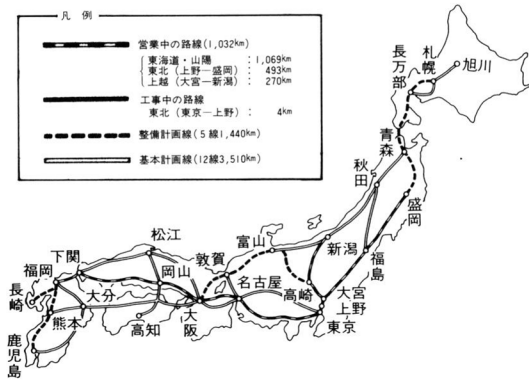 凡例
営業中の路線(1,032km)
東海道・山陽 : 1,069km
東北(上野―盛岡) : 493km
上越(大宮―新潟) : 270km
工事中の路線
東北(東京―上野) : 4km
整備計画線(5線1,440km)
基本計画線(12線3,510km)
札幌
旭川
長万部
青森
秋田
盛岡
松江
富山
新潟
福島
下関
福岡
岡山
敦賀
名古屋
高崎
大宮
上野
東京
長崎
大分
熊本
高知
大阪
鹿児島